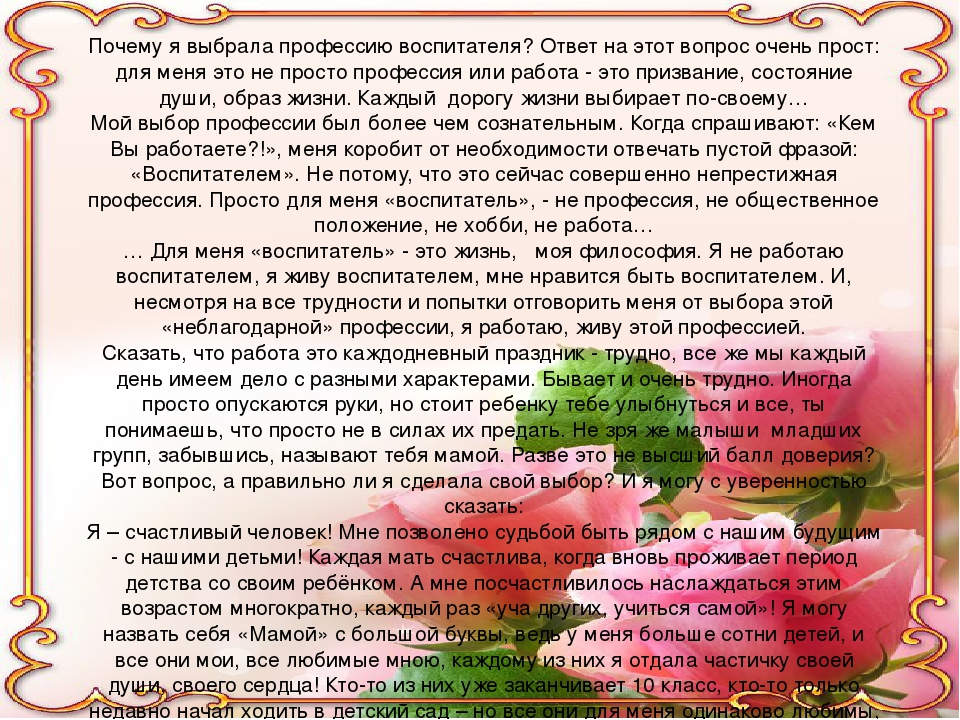 Почему я выбрала профессию воспитателя? Ответ на этот вопрос очень прост:
для меня это не просто профессия или работа - это призвание, состояние
души, образ жизни. Каждый  дорогу жизни выбирает по-своему…
Мой выбор профессии был более чем сознательным. Когда спрашивают: «Кем
Вы работаете?!», меня коробит от необходимости отвечать пустой фразой:
«Воспитателем». Не потому, что это сейчас совершенно непрестижная
профессия. Просто для меня «воспитатель», - не профессия, не общественное
положение, не хобби, не работа…
… Для меня «воспитатель» - это жизнь,   моя философия. Я не работаю
воспитателем, я живу воспитателем, мне нравится быть воспитателем. И,
несмотря на все трудности и попытки отговорить меня от выбора этой
«неблагодарной» профессии, я работаю, живу этой профессией.
Сказать, что работа это каждодневный праздник - трудно, все же мы каждый
день имеем дело с разными характерами. Бывает и очень трудно. Иногда
просто опускаются руки, но стоит ребенку тебе улыбнуться и все, ты
понимаешь, что просто не в силах их предать. Не зря же малыши  младших
групп, забывшись, называют тебя мамой. Разве это не высший балл доверия?
Вот вопрос, а правильно ли я сделала свой выбор? И я могу с уверенностью
сказать:
Я – счастливый человек! Мне позволено судьбой быть рядом с нашим будущим
- с нашими детьми! Каждая мать счастлива, когда вновь проживает период
детства со своим ребёнком. А мне посчастливилось наслаждаться этим
возрастом многократно, каждый раз «уча других, учиться самой»! Я могу
назвать себя «Мамой» с большой буквы, ведь у меня больше сотни детей, и
все они мои, все любимые мною, каждому из них я отдала частичку своей
души, своего сердца! Кто-то из них уже заканчивает 10 класс, кто-то только
недавно начал ходить в детский сад – но все они для меня одинаково любимы.